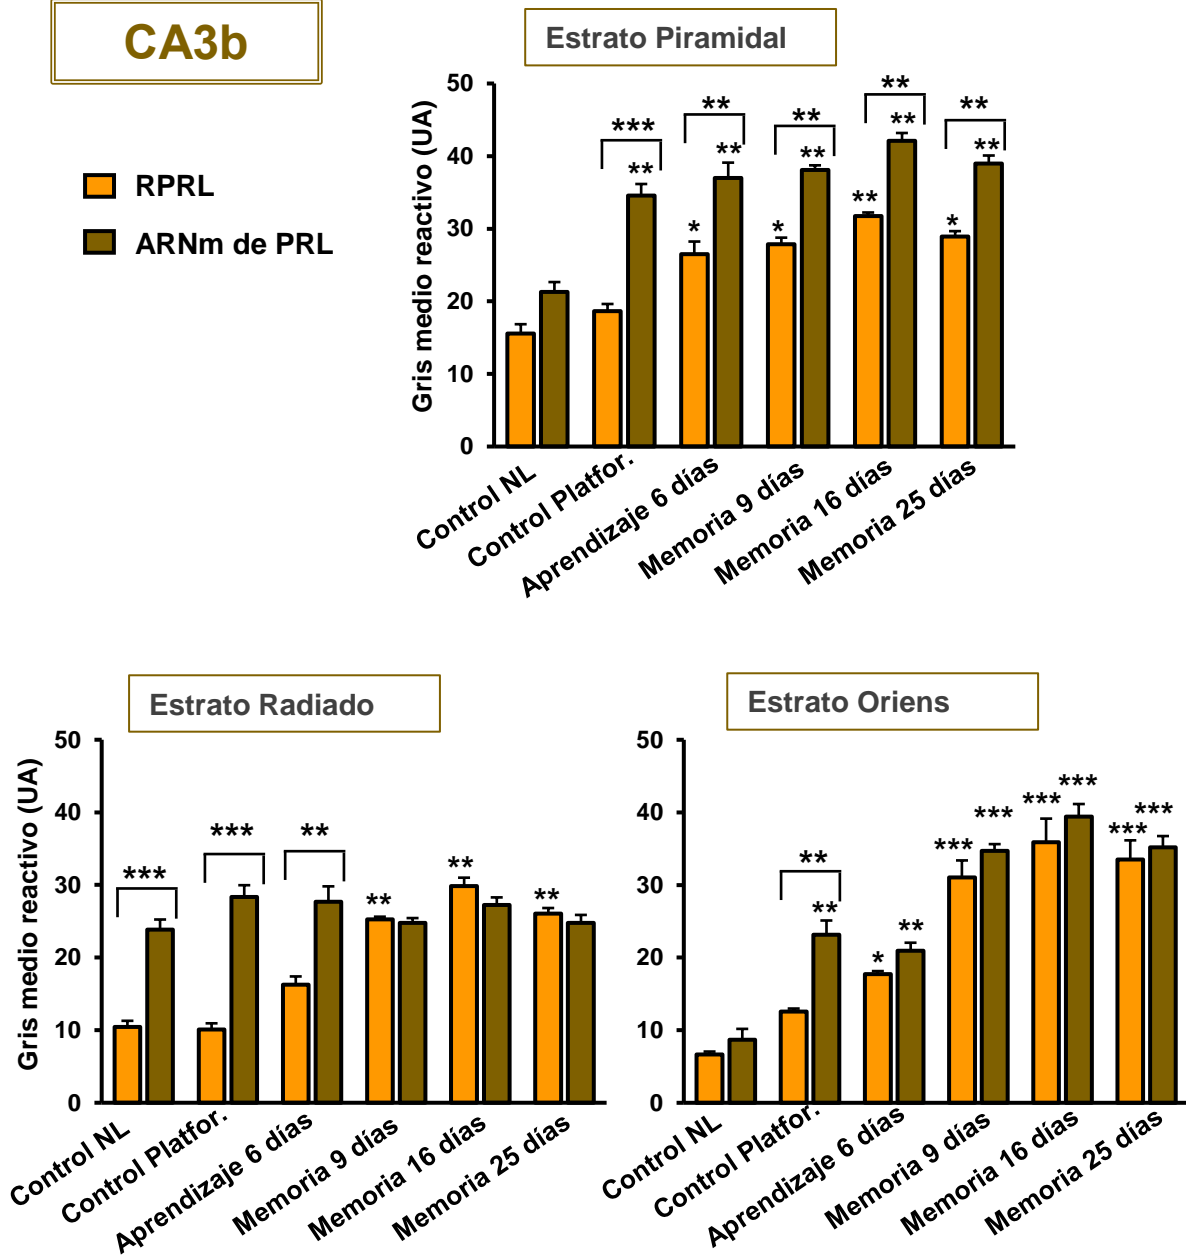 CA3b
RPRL
ARNm de PRL
Estrato Piramidal
Gris medio reactivo (UA)
50
40
30
20
10
0
***
**
**
**
**
**
**
**
**
**
*
*
**
*
Control NL
Control Platfor.
Aprendizaje 6 días
Memoria 9 días
Memoria 16 días
Memoria 25 días
Estrato Radiado
Gris medio reactivo (UA)
50
40
30
20
10
0
***
***
**
**
**
**
Control NL
Control Platfor.
Aprendizaje 6 días
Memoria 9 días
Memoria 16 días
Memoria 25 días
Estrato Oriens
50
40
30
20
10
0
**
**
*
**
***
***
***
***
***
***
Control NL
Control Platfor.
Aprendizaje 6 días
Memoria 9 días
Memoria 16 días
Memoria 25 días